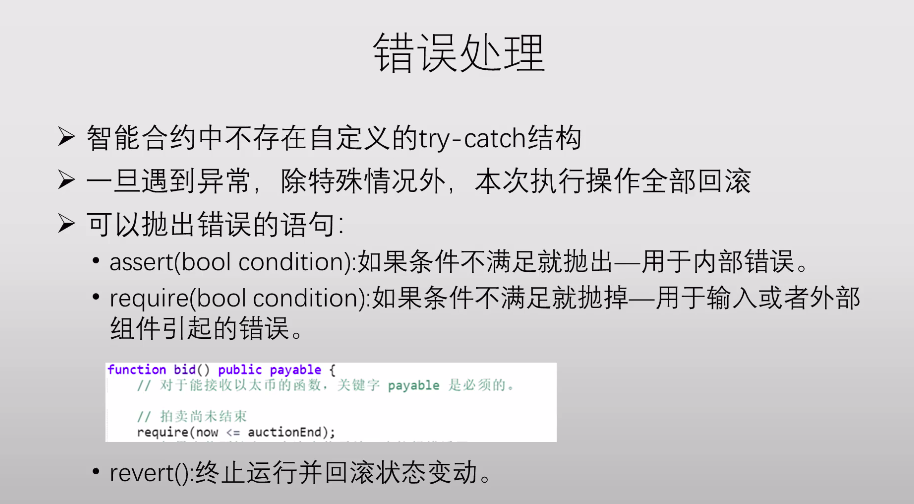 错误处理
➢ 智能合约中不存在自定义的try-catch结构
➢ 一旦遇到异常，除特殊情况外，本次执行操作全部回滚
➢ 可以抛出错误的语句:
• assert(bool condition):如果条件不满足就抛出—用于内部错误。
• require(bool condition):如果条件不满足就抛掉—用于输入或者外部
组件引起的错误。
function bid() public payable {
// 对于能接收以太币的函数，关键字 payable 是必须的。
// 拍卖尚未结束
require(now <= auctionEnd);
• revert():终止运行并回滚状态变动。